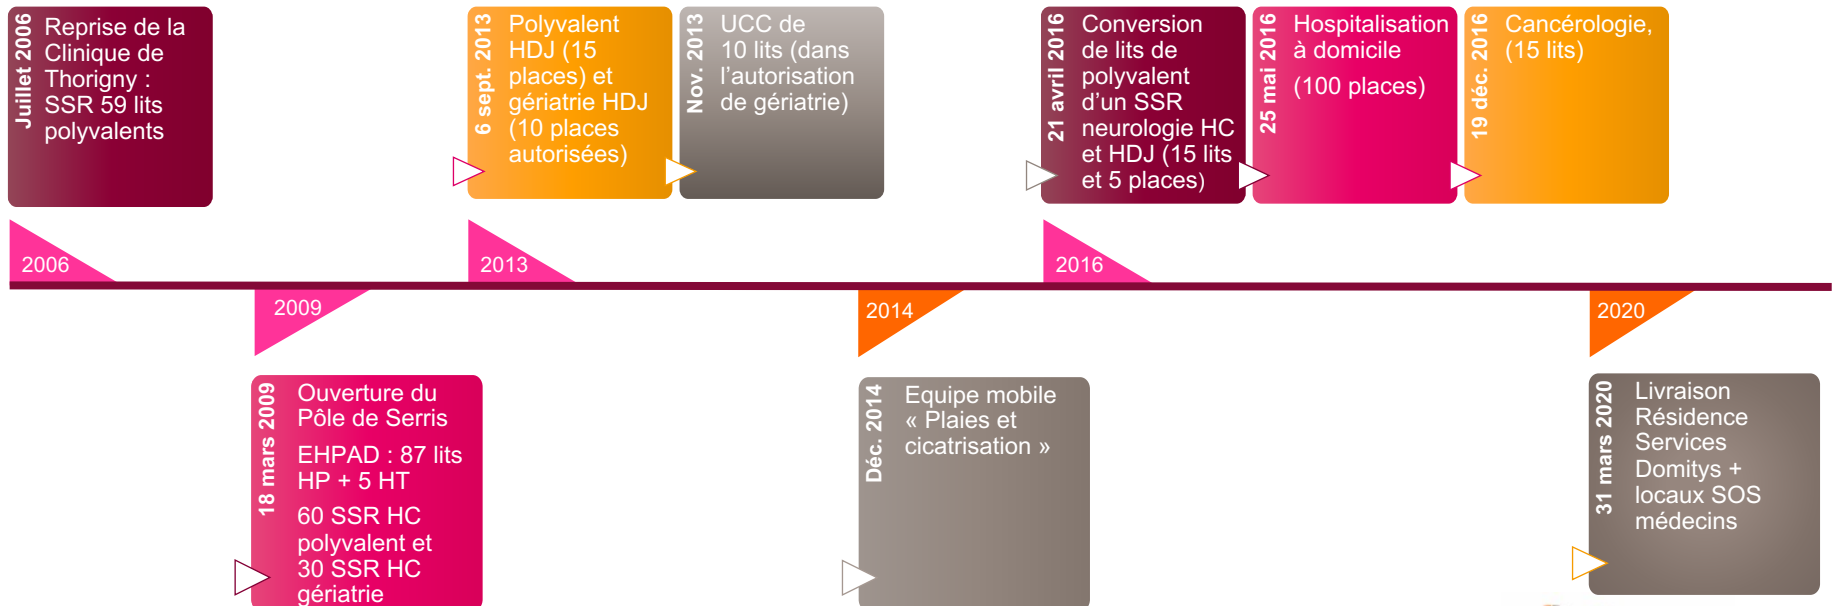 Juillet 2006
Reprise de la
Clinique de
Thorigny :
SSR 59 lits
polyvalents
6 sept. 2013
Polyvalent
HDJ (15
places) et
gériatrie HDJ
(10 places
autorisées)
Nov. 2013
UCC de
10 lits (dans
l’autorisation
de gériatrie)
21 avril 2016
Conversion
de lits de
polyvalent
d’un SSR
neurologie HC
et HDJ (15 lits
et 5 places)
25 mai 2016
Hospitalisation
à domicile
(100 places)
19 déc. 2016
Cancérologie,
(15 lits)
2006
2013
2016
2009
2014
2020
18 mars 2009
Ouverture du
Pôle de Serris
EHPAD : 87 lits
HP + 5 HT
60 SSR HC
polyvalent et
30 SSR HC
gériatrie
Déc. 2014
Equipe mobile
« Plaies et
cicatrisation »
31 mars 2020
Livraison
Résidence
Services
Domitys +
locaux SOS
médecins